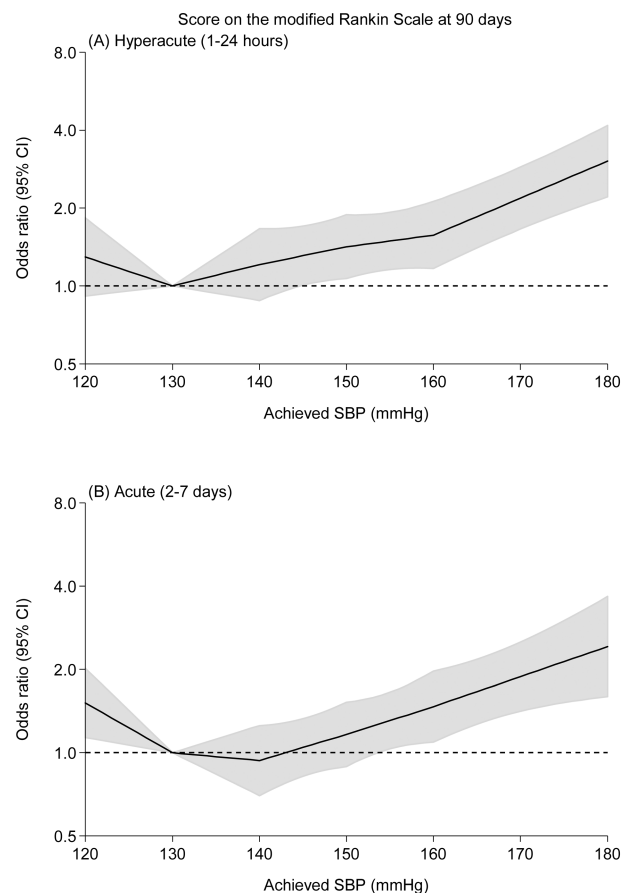 Score on the modified Rankin Scale at 90 days
(A) Hyperacute (1-24 hours)
8.0
4.0
2.0
1.0
0.5
Odds ratio (95% CI)
120 130 140 150 160 170 180
Achieved SBP (mmHg)
(B) Acute (2-7 days)
8.0
4.0
2.0
1.0
0.5
Odds ratio (95% CI)
120 130 140 150 160 170 180
Achieved SBP (mmHg)